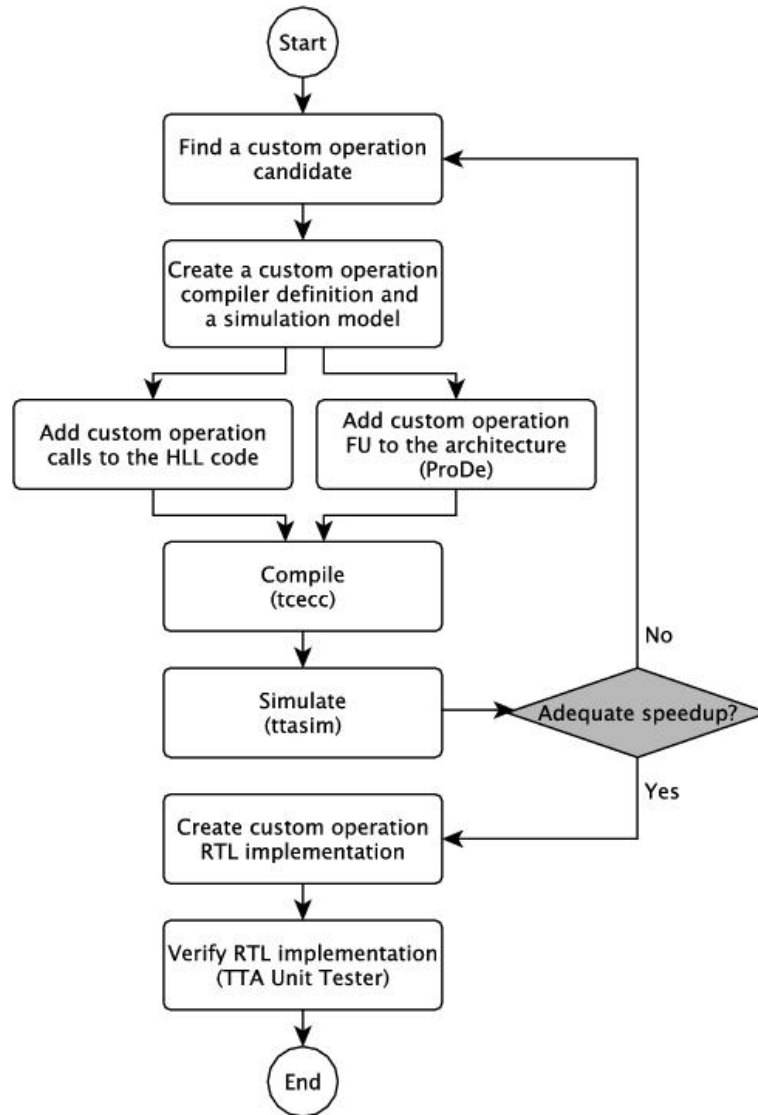 Start
Find a custom operation
candidate
Create a custom operation
compiler definition and
a simulation model
Add custom operation
calls to the HLL code
Add custom operation
FU to the architecture
(ProDe)
Compile
(tcecc)
Simulate
(ttasim)
No
Adequate speedup?
Yes
Create custom operation
RTL implementation
Verify RTL implementation
(TTA Unit Tester)
End